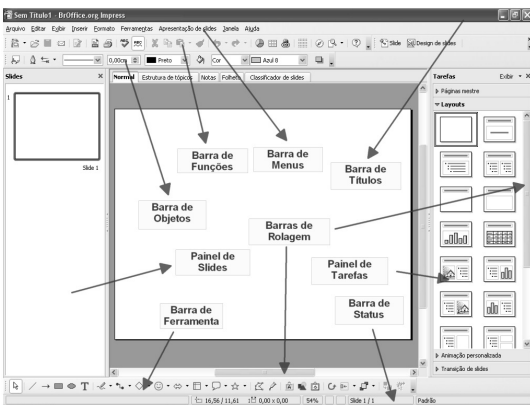 Sem Título1 - BrOffice.org Impress
Arquivo Editar Exibir Inserir Formato Ferramentas Apresentação de slides Janela Ajuda
Slide Design de slides
0,00cm Preto Cor Azul 8
Slides
Normal Estrutura de tópicos Notas Folheto Classificador de slides
Tarefas Exibir
Páginas mestre
Layouts
1
Slide 1
Barra de
Funções
Barra de
Menus
Barra de
Títulos
Barra de
Objetos
Barras de
Rolagem
Painel de
Slides
Painel de
Tarefas
Barra de
Ferramenta
Barra de
Status
Animação personalizada
Transição de slides
16,56 / 11,61 0,00 x 0,00 54% Slide 1 / 1 Padrão